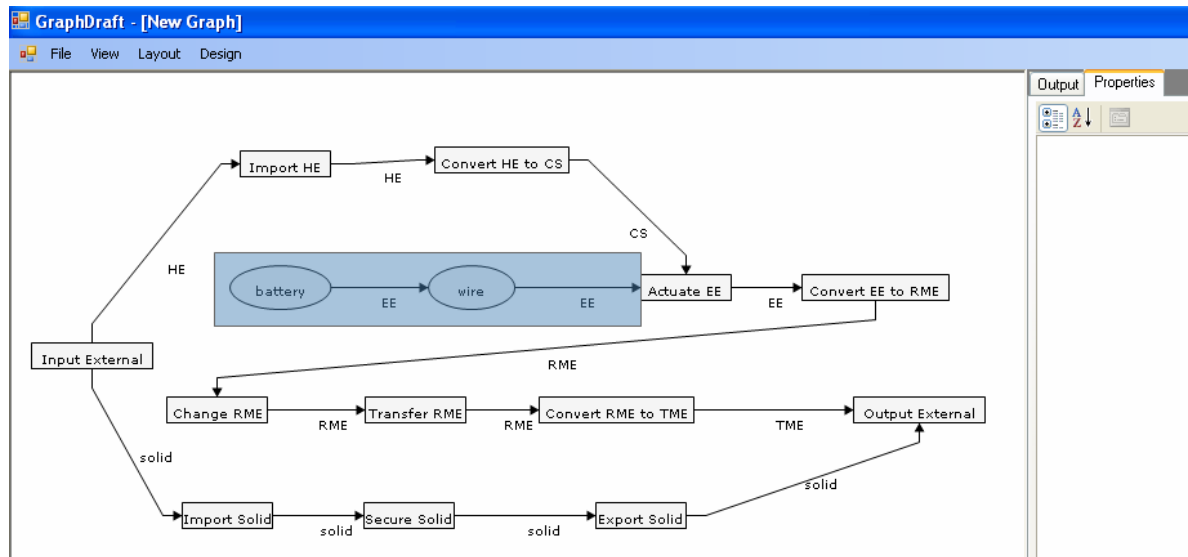 GraphDraft - [New Graph]
File View Layout Design
Output Properties
A
Z
Import HE
HE
Convert HE to CS
CS
HE
battery
EE
wire
EE
Actuate EE
EE
Convert EE to RME
Input External
RME
Change RME
RME
Transfer RME
RME
Convert RME to TME
TME
Output External
solid
solid
Import Solid
solid
Secure Solid
solid
Export Solid